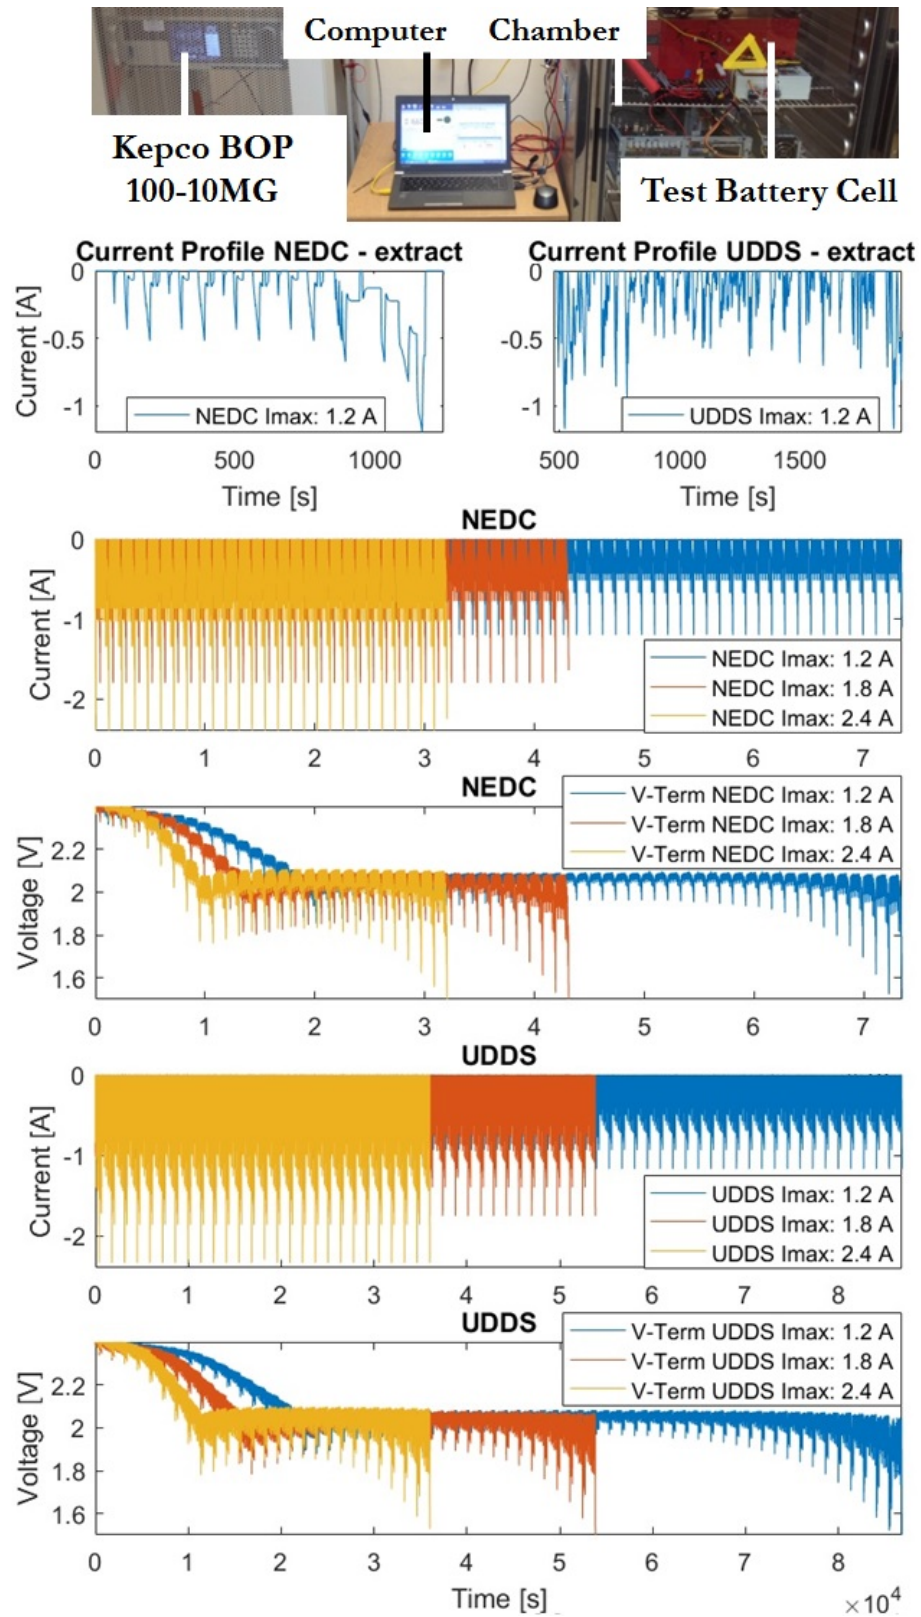 Computer
Chamber
Kepco BOP
100-10MG
Test Battery Cell
Current Profile NEDC - extract
Current [A]
0
-0.5
-1
NEDC Imax: 1.2 A
0 500 1000
Time [s]
Current Profile UDDS - extract
0
-0.5
-1
UDDS Imax: 1.2 A
500 1000 1500
Time [s]
NEDC
Current [A]
0
-1
-2
NEDC Imax: 1.2 A
NEDC Imax: 1.8 A
NEDC Imax: 2.4 A
0 1 2 3 4 5 6 7
NEDC
Voltage [V]
2.2
2
1.8
1.6
V-Term NEDC Imax: 1.2 A
V-Term NEDC Imax: 1.8 A
V-Term NEDC Imax: 2.4 A
0 1 2 3 4 5 6 7
UDDS
Current [A]
0
-1
-2
UDDS Imax: 1.2 A
UDDS Imax: 1.8 A
UDDS Imax: 2.4 A
0 1 2 3 4 5 6 7 8
UDDS
Voltage [V]
2.2
2
1.8
1.6
V-Term UDDS Imax: 1.2 A
V-Term UDDS Imax: 1.8 A
V-Term UDDS Imax: 2.4 A
0 1 2 3 4 5 6 7 8
Time [s]
×10⁴